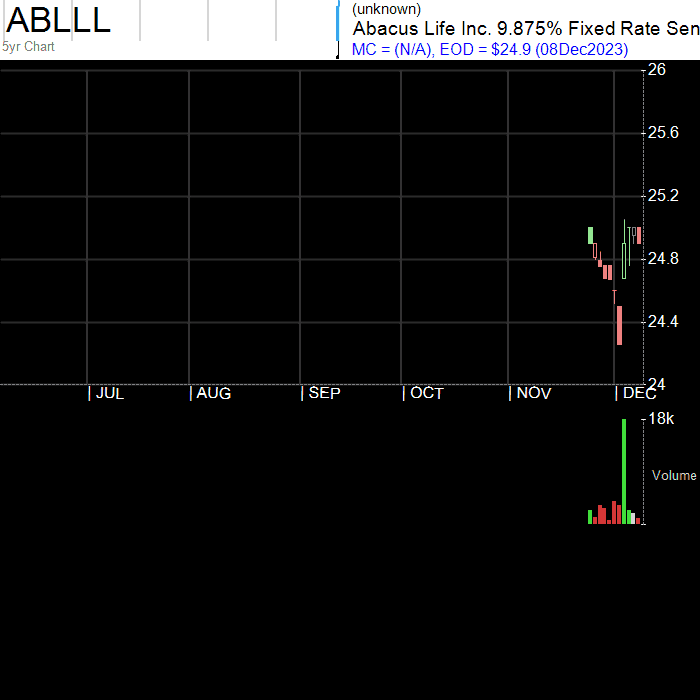 ABLLL
5yr Chart
(unknown)
Abacus Life Inc. 9.875% Fixed Rate Sen
MC = (N/A), EOD = $24.9 (08Dec2023)
26
25.6
25.2
24.8
24.4
24
JUL AUG SEP OCT NOV DEC
18k
Volume